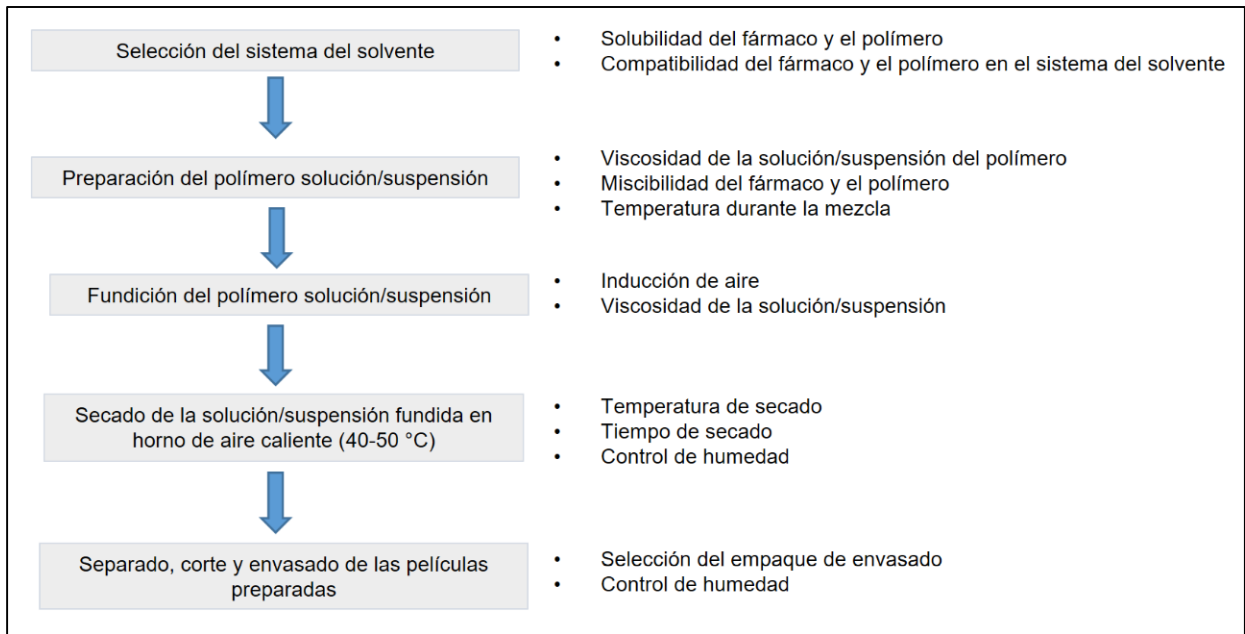 Selección del sistema del solvente
• Solubilidad del fármaco y el polímero
• Compatibilidad del fármaco y el polímero en el sistema del solvente
Preparación del polímero solución/suspensión
• Viscosidad de la solución/suspensión del polímero
• Miscibilidad del fármaco y el polímero
• Temperatura durante la mezcla
Fundición del polímero solución/suspensión
• Inducción de aire
• Viscosidad de la solución/suspensión
Secado de la solución/suspensión fundida en
horno de aire caliente (40-50 °C)
• Temperatura de secado
• Tiempo de secado
• Control de humedad
Separado, corte y envasado de las películas
preparadas
• Selección del empaque de envasado
• Control de humedad